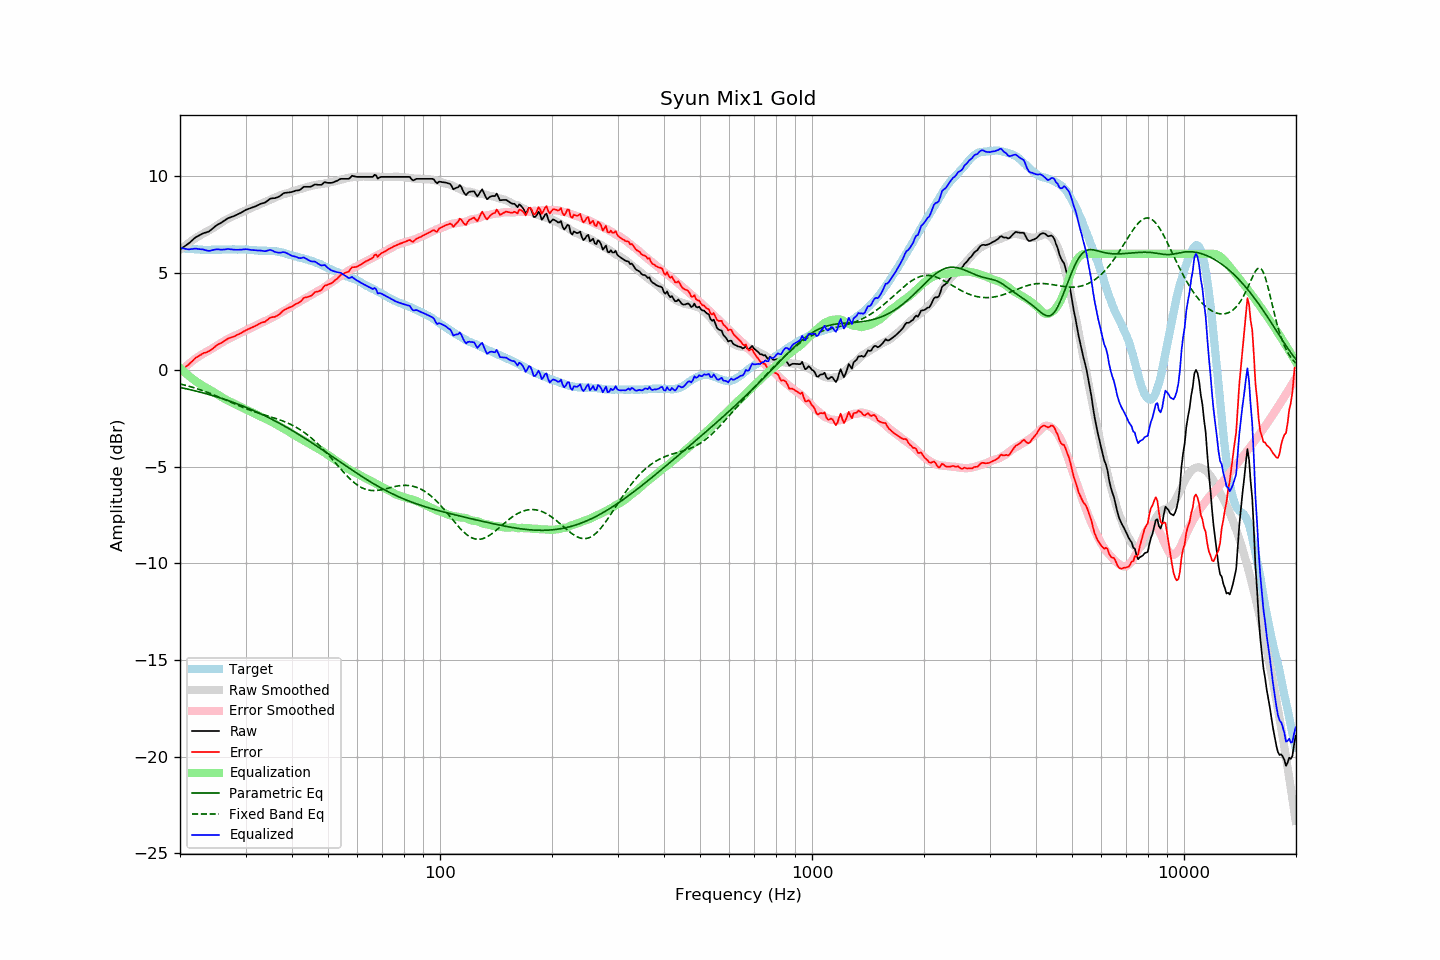 Syun Mix1 Gold
Amplitude (dBr)
10
5
0
−5
−10
−15
−20
−25
Target
Raw Smoothed
Error Smoothed
Raw
Error
Equalization
Parametric Eq
Fixed Band Eq
Equalized
100 1000 10000
Frequency (Hz)